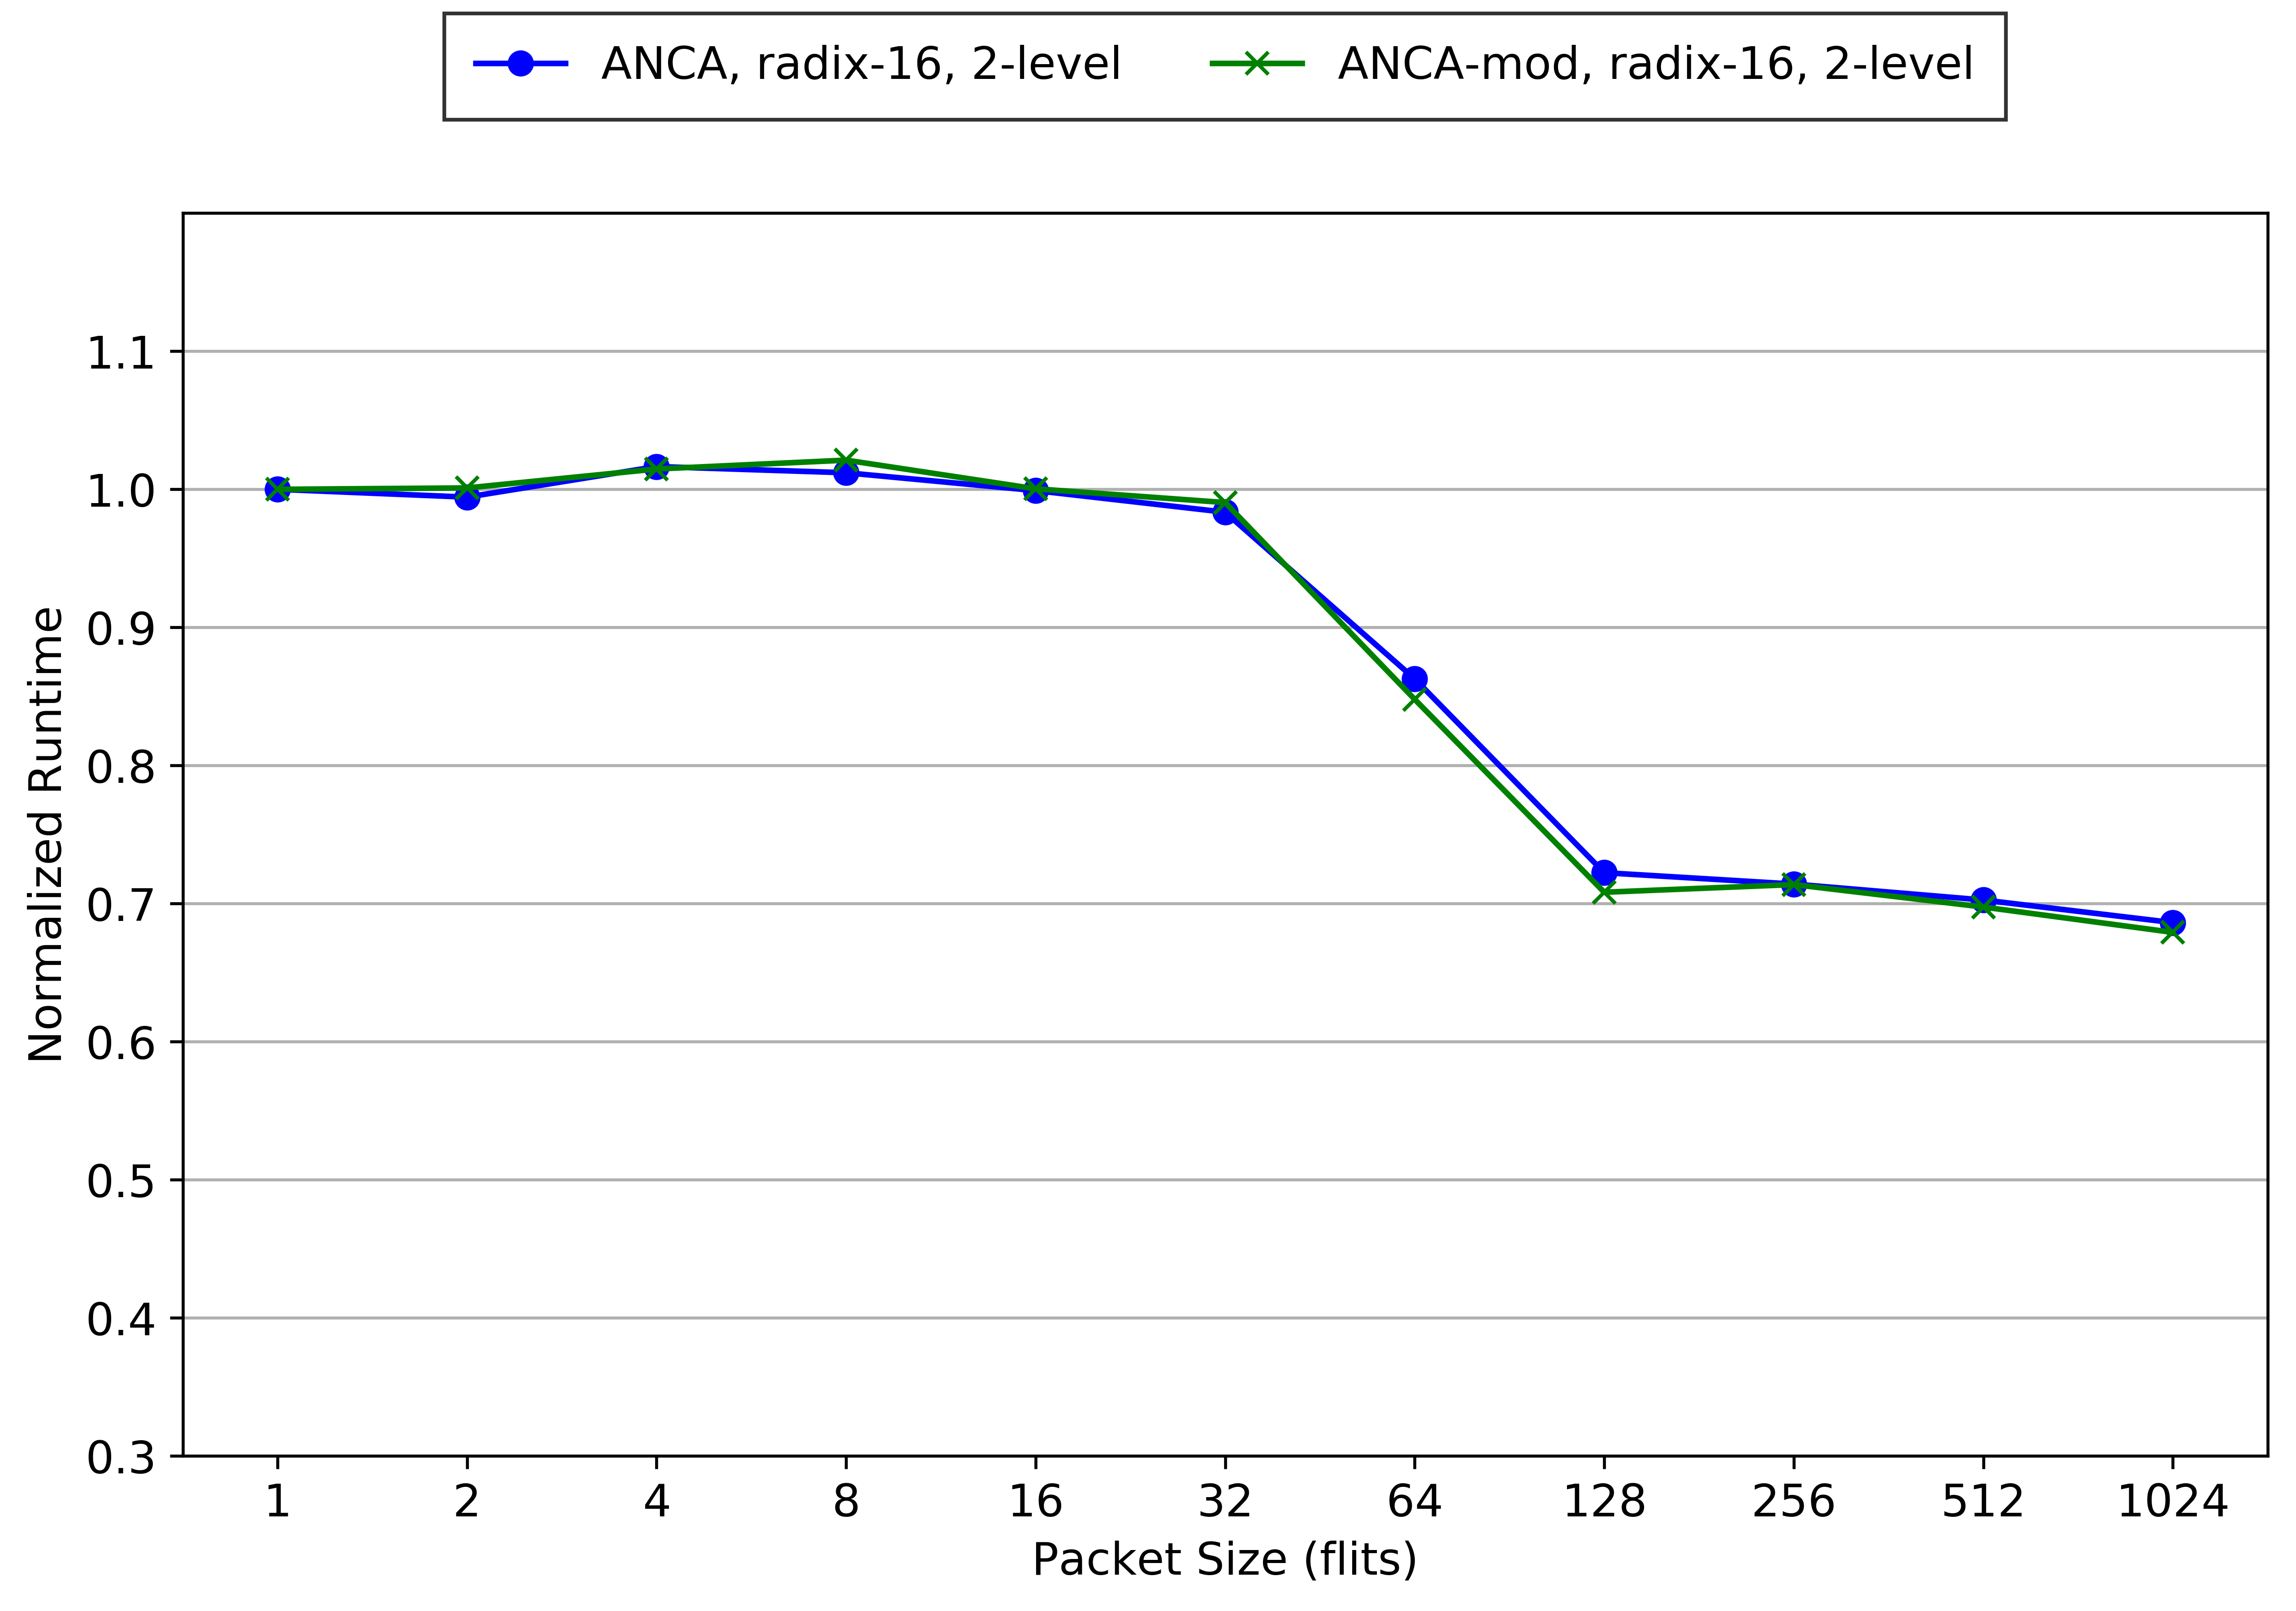 ANCA, radix-16, 2-level
ANCA-mod, radix-16, 2-level
Normalized Runtime
1.1
1.0
0.9
0.8
0.7
0.6
0.5
0.4
0.3
1 2 4 8 16 32 64 128 256 512 1024
Packet Size (flits)